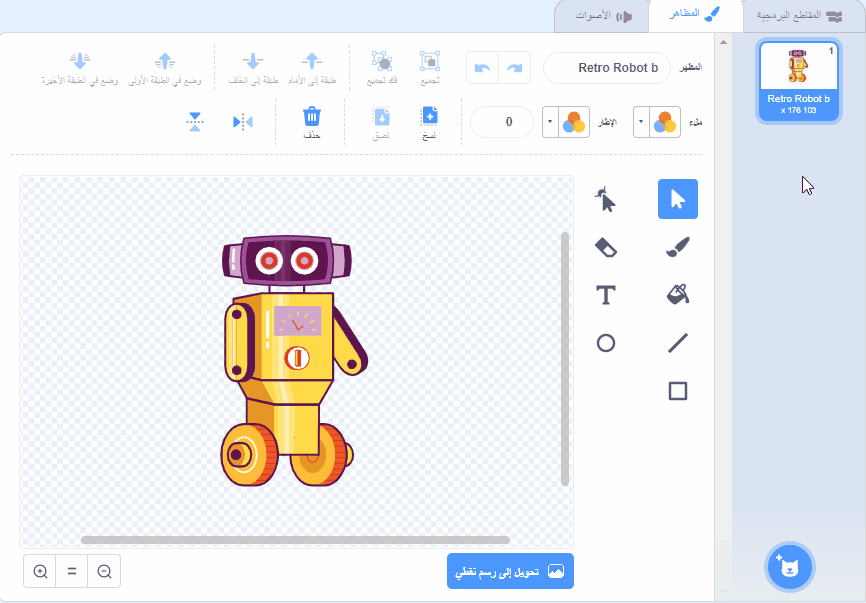 المقاطع البرمجية
المظاهر
الأصوات
المظهر
Retro Robot b
تجميع
فك تجميع
طبقة إلى الأمام
طبقة إلى الخلف
وضع في الطبقة الأولى
وضع في الطبقة الأخيرة
ملء
الإطار
0
نسخ
لصق
حذف
1
Retro Robot b
176 x 103
تحويل إلى رسم نقطي